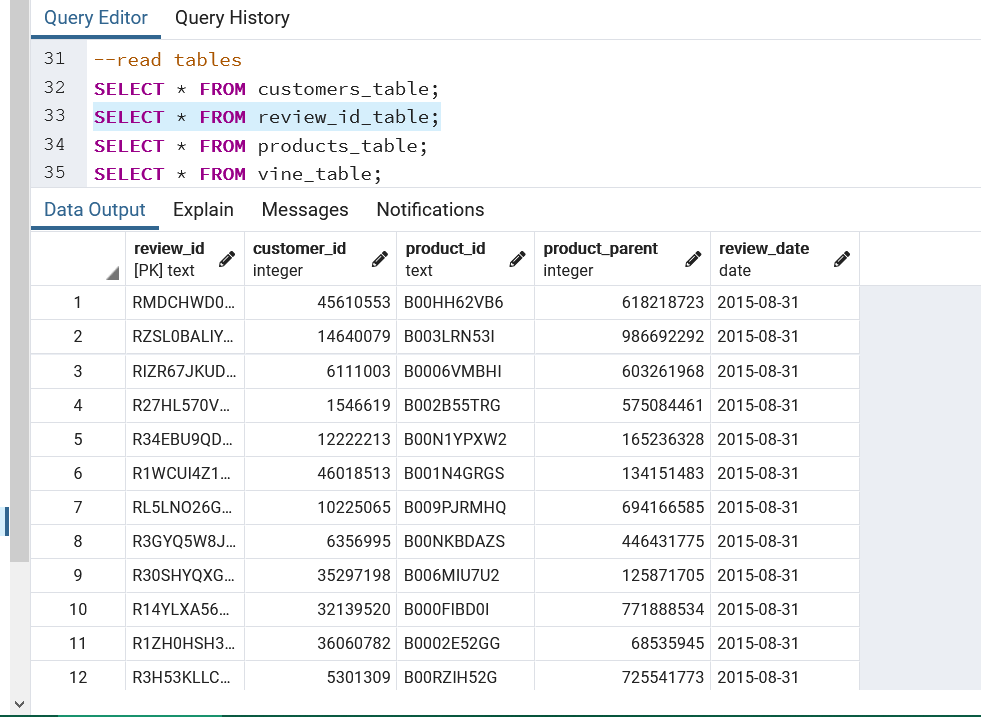 Query Editor Query History
31 --read tables
32 SELECT * FROM customers_table;
33 SELECT * FROM review_id_table;
34 SELECT * FROM products_table;
35 SELECT * FROM vine_table;
Data Output Explain Messages Notifications
review_id customer_id product_id product_parent review_date
[PK] text integer text integer date
1 RMDCHWD0... 45610553 B00HH62VB6 618218723 2015-08-31
2 RZSL0BALIY... 14640079 B003LRN53I 986692292 2015-08-31
3 RIZR67JKUD... 6111003 B0006VMBHI 603261968 2015-08-31
4 R27HL570V... 1546619 B002B55TRG 575084461 2015-08-31
5 R34EBU9QD... 12222213 B00N1YPXW2 165236328 2015-08-31
6 R1WCUI4Z1... 46018513 B001N4GRGS 134151483 2015-08-31
7 RL5LNO26G... 10225065 B009PJRMHQ 694166585 2015-08-31
8 R3GYQ5W8J... 6356995 B00NKBDAZS 446431775 2015-08-31
9 R30SHYQXG... 35297198 B006MIU7U2 125871705 2015-08-31
10 R14YLXA56... 32139520 B000FIBD0I 771888534 2015-08-31
11 R1ZH0HSH3... 36060782 B0002E52GG 68535945 2015-08-31
12 R3H53KLLC... 5301309 B00RZIH52G 725541773 2015-08-31